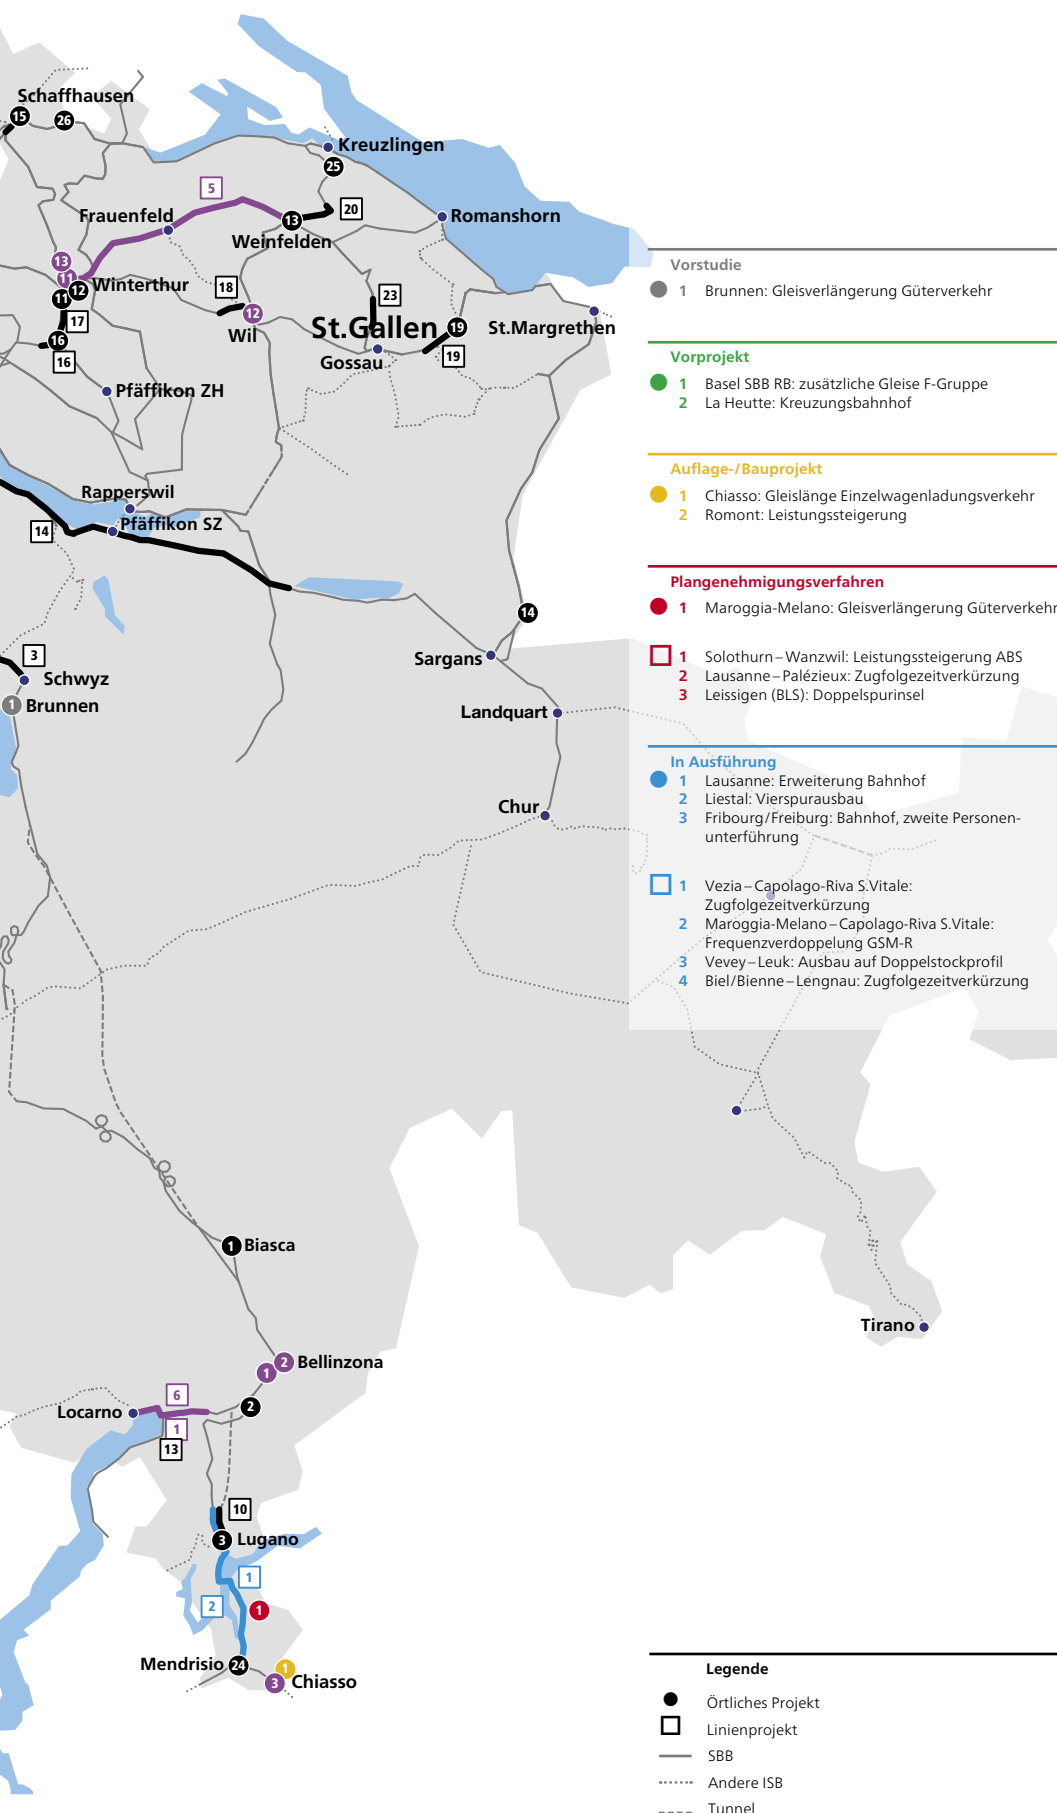 Schaffhausen
15
26
Kreuzlingen
25
5
20
Frauenfeld
13
Romanshorn
Weinfelden
13
11
12
Winterthur
11
18
23
17
12
St.Gallen
19
St.Margrethen
16
Wil
16
Gossau
19
Pfäffikon ZH
Rapperswil
14
Pfäffikon SZ
14
3
Sargans
Schwyz
1
Brunnen
Landquart
Chur
1
Biasca
2
Bellinzona
1
6
2
Locarno
1
13
10
3
Lugano
1
2
1
Mendrisio
24
1
3
Chiasso
Tirano
Vorstudie
1 Brunnen: Gleisverlängerung Güterverkehr
Vorprojekt
1 Basel SBB RB: zusätzliche Gleise F-Gruppe
2 La Heutte: Kreuzungsbahnhof
Auflage-/Bauprojekt
1 Chiasso: Gleislänge Einzelwagenladungsverkehr
2 Romont: Leistungssteigerung
Plangenehmigungsverfahren
1 Maroggia-Melano: Gleisverlängerung Güterverkehr
1 Solothurn–Wanzwil: Leistungssteigerung ABS
2 Lausanne–Palézieux: Zugfolgezeitverkürzung
3 Leissigen (BLS): Doppelspurinsel
In Ausführung
1 Lausanne: Erweiterung Bahnhof
2 Liestal: Vierspurausbau
3 Fribourg/Freiburg: Bahnhof, zweite Personen-
unterführung
1 Vezia–Capolago-Riva S.Vitale:
Zugfolgezeitverkürzung
2 Maroggia-Melano–Capolago-Riva S.Vitale:
Frequenzverdoppelung GSM-R
3 Vevey–Leuk: Ausbau auf Doppelstockprofil
4 Biel/Bienne–Lengnau: Zugfolgezeitverkürzung
Legende
Örtliches Projekt
Linienprojekt
SBB
Andere ISB
Tunnel